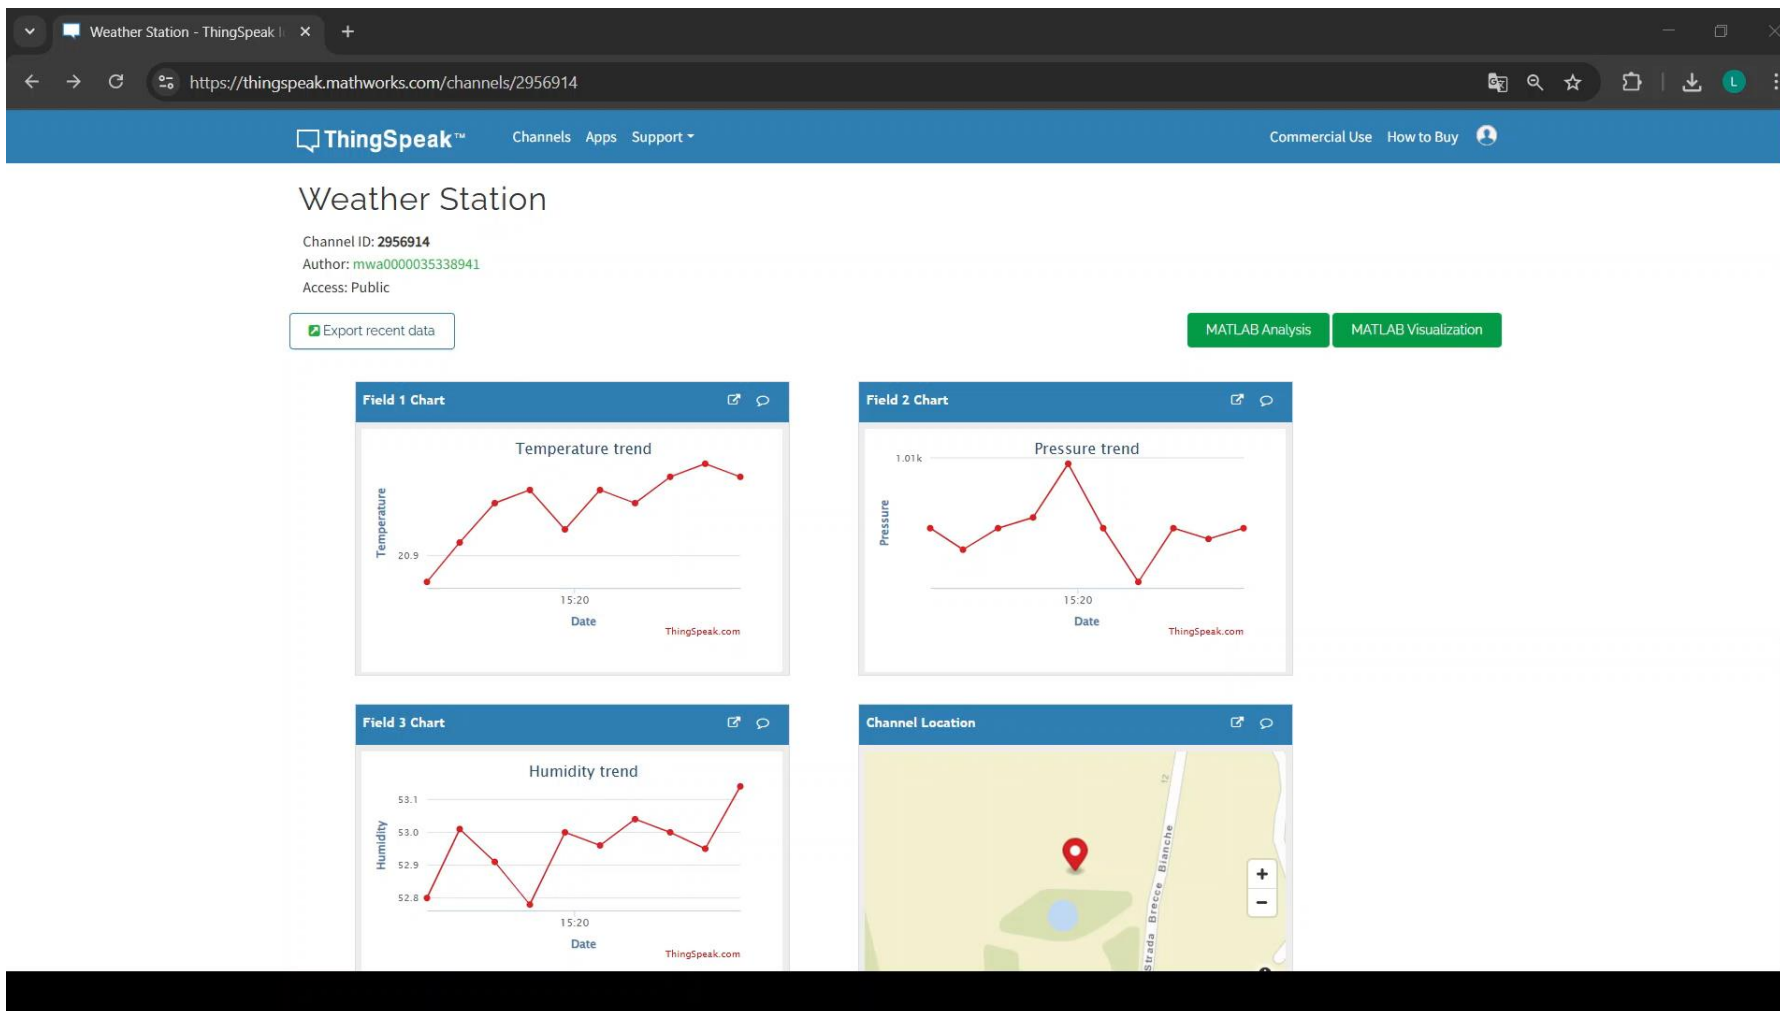 Weather Station - ThingSpeak I
https://thingspeak.mathworks.com/channels/2956914
L
ThingSpeak™ Channels Apps Support Commercial Use How to Buy
Weather Station
Channel ID: 2956914
Author: mwa0000035338941
Access: Public
Export recent data
MATLAB Analysis MATLAB Visualization
Field 1 Chart
Temperature trend
Temperature
20.9
15:20
Date
ThingSpeak.com
Field 2 Chart
Pressure trend
1.01k
Pressure
15:20
Date
ThingSpeak.com
Field 3 Chart
Humidity trend
Humidity
53.1
53.0
52.9
52.8
15:20
Date
ThingSpeak.com
Channel Location
12
Strada Brecce Bianche
+
−